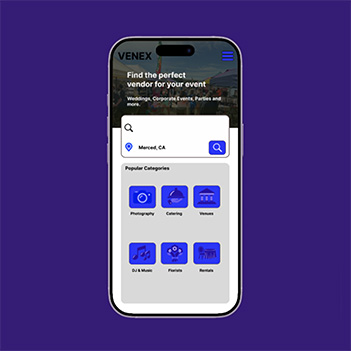 VENEX
Find the perfect
vendor for your event
Weddings, Corporate Events, Parties and
more.
Merced, CA
Popular Categories
Photography
Catering
Venues
DJ & Music
Florists
Rentals